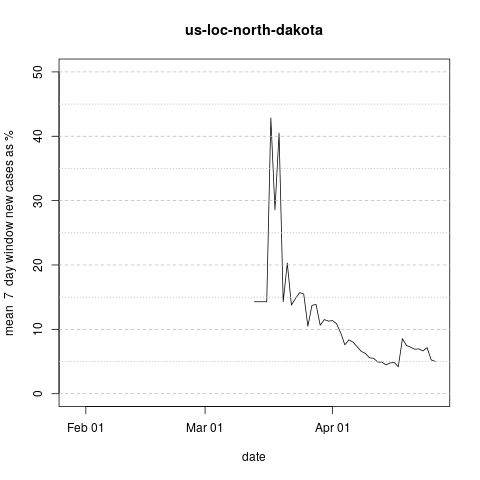 us-loc-north-dakota
mean 7 day window new cases as %
50
40
30
20
10
0
Feb 01
Mar 01
Apr 01
date